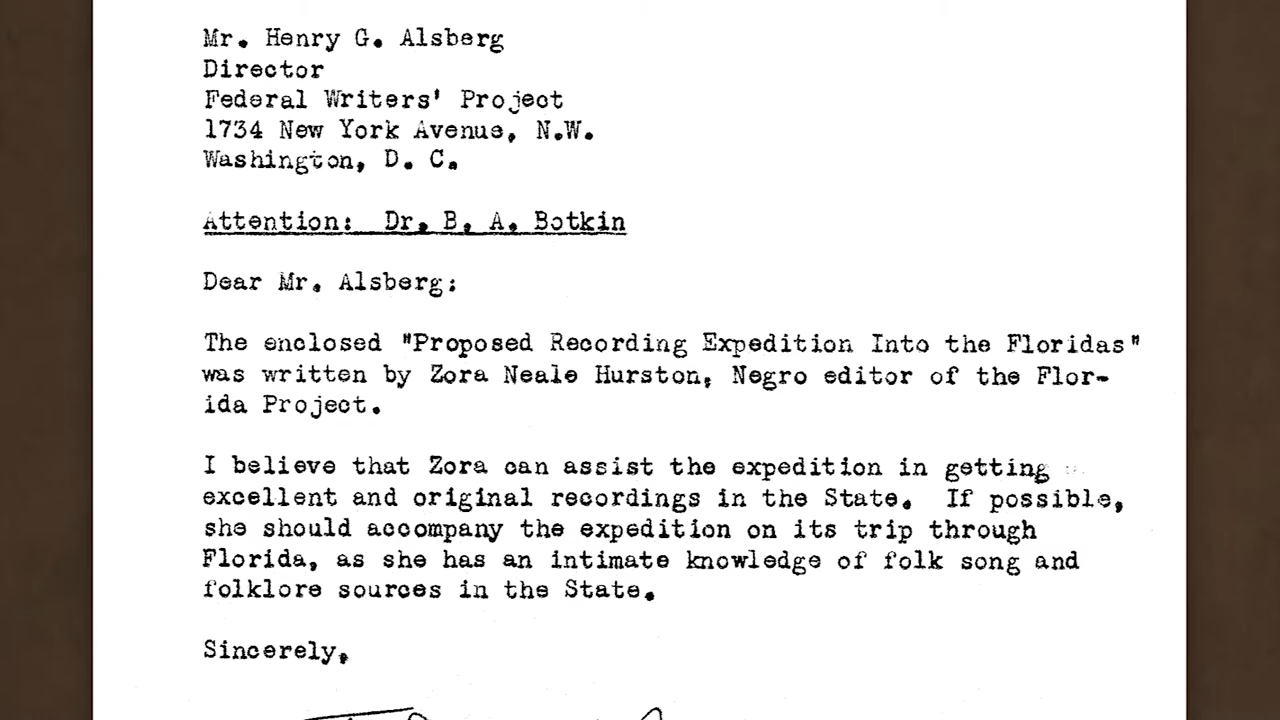 Mr. Henry G. Alsberg
Director
Federal Writers' Project
1734 New York Avenue, N.W.
Washington, D. C.
Attention: Dr. B. A. Botkin
Dear Mr. Alsberg:
The enclosed "Proposed Recording Expedition Into the Floridas"
was written by Zora Neale Hurston, Negro editor of the Flor-
ida Project.
I believe that Zora can assist the expedition in getting
excellent and original recordings in the State. If possible,
she should accompany the expedition on its trip through
Florida, as she has an intimate knowledge of folk song and
folklore sources in the State.
Sincerely,